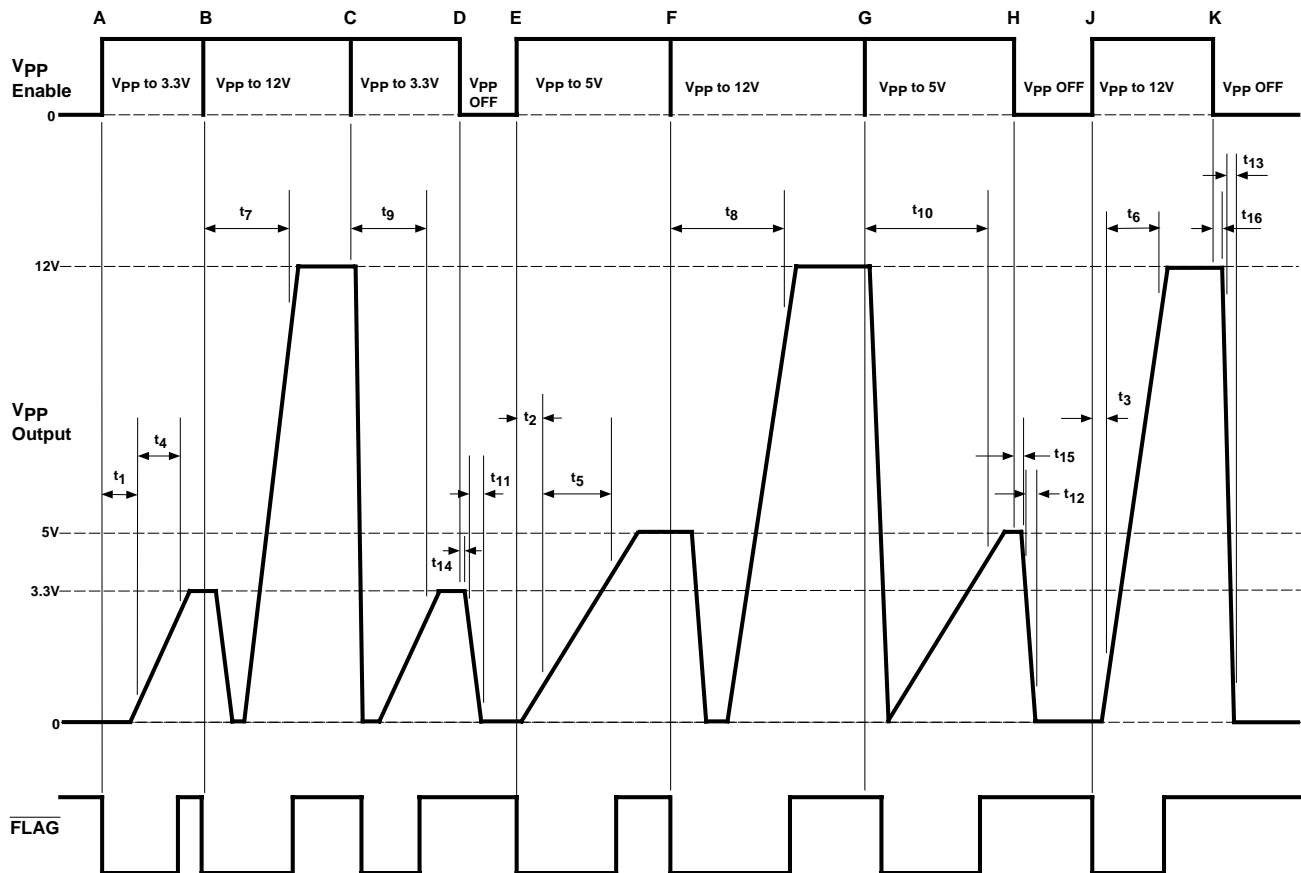 A B C D E F G H J K
VPP
Enable
VPP to 3.3V
VPP to 12V
VPP to 3.3V
VPP
OFF
VPP to 5V
VPP to 12V
VPP to 5V
VPP OFF
VPP to 12V
VPP OFF
0
t13
t7 t9 t8 t10 t6 t16
12V
VPP
Output
t4 t1 t11 t2 t5 t3 t15 t12
5V
t14
3.3V
0
FLAG